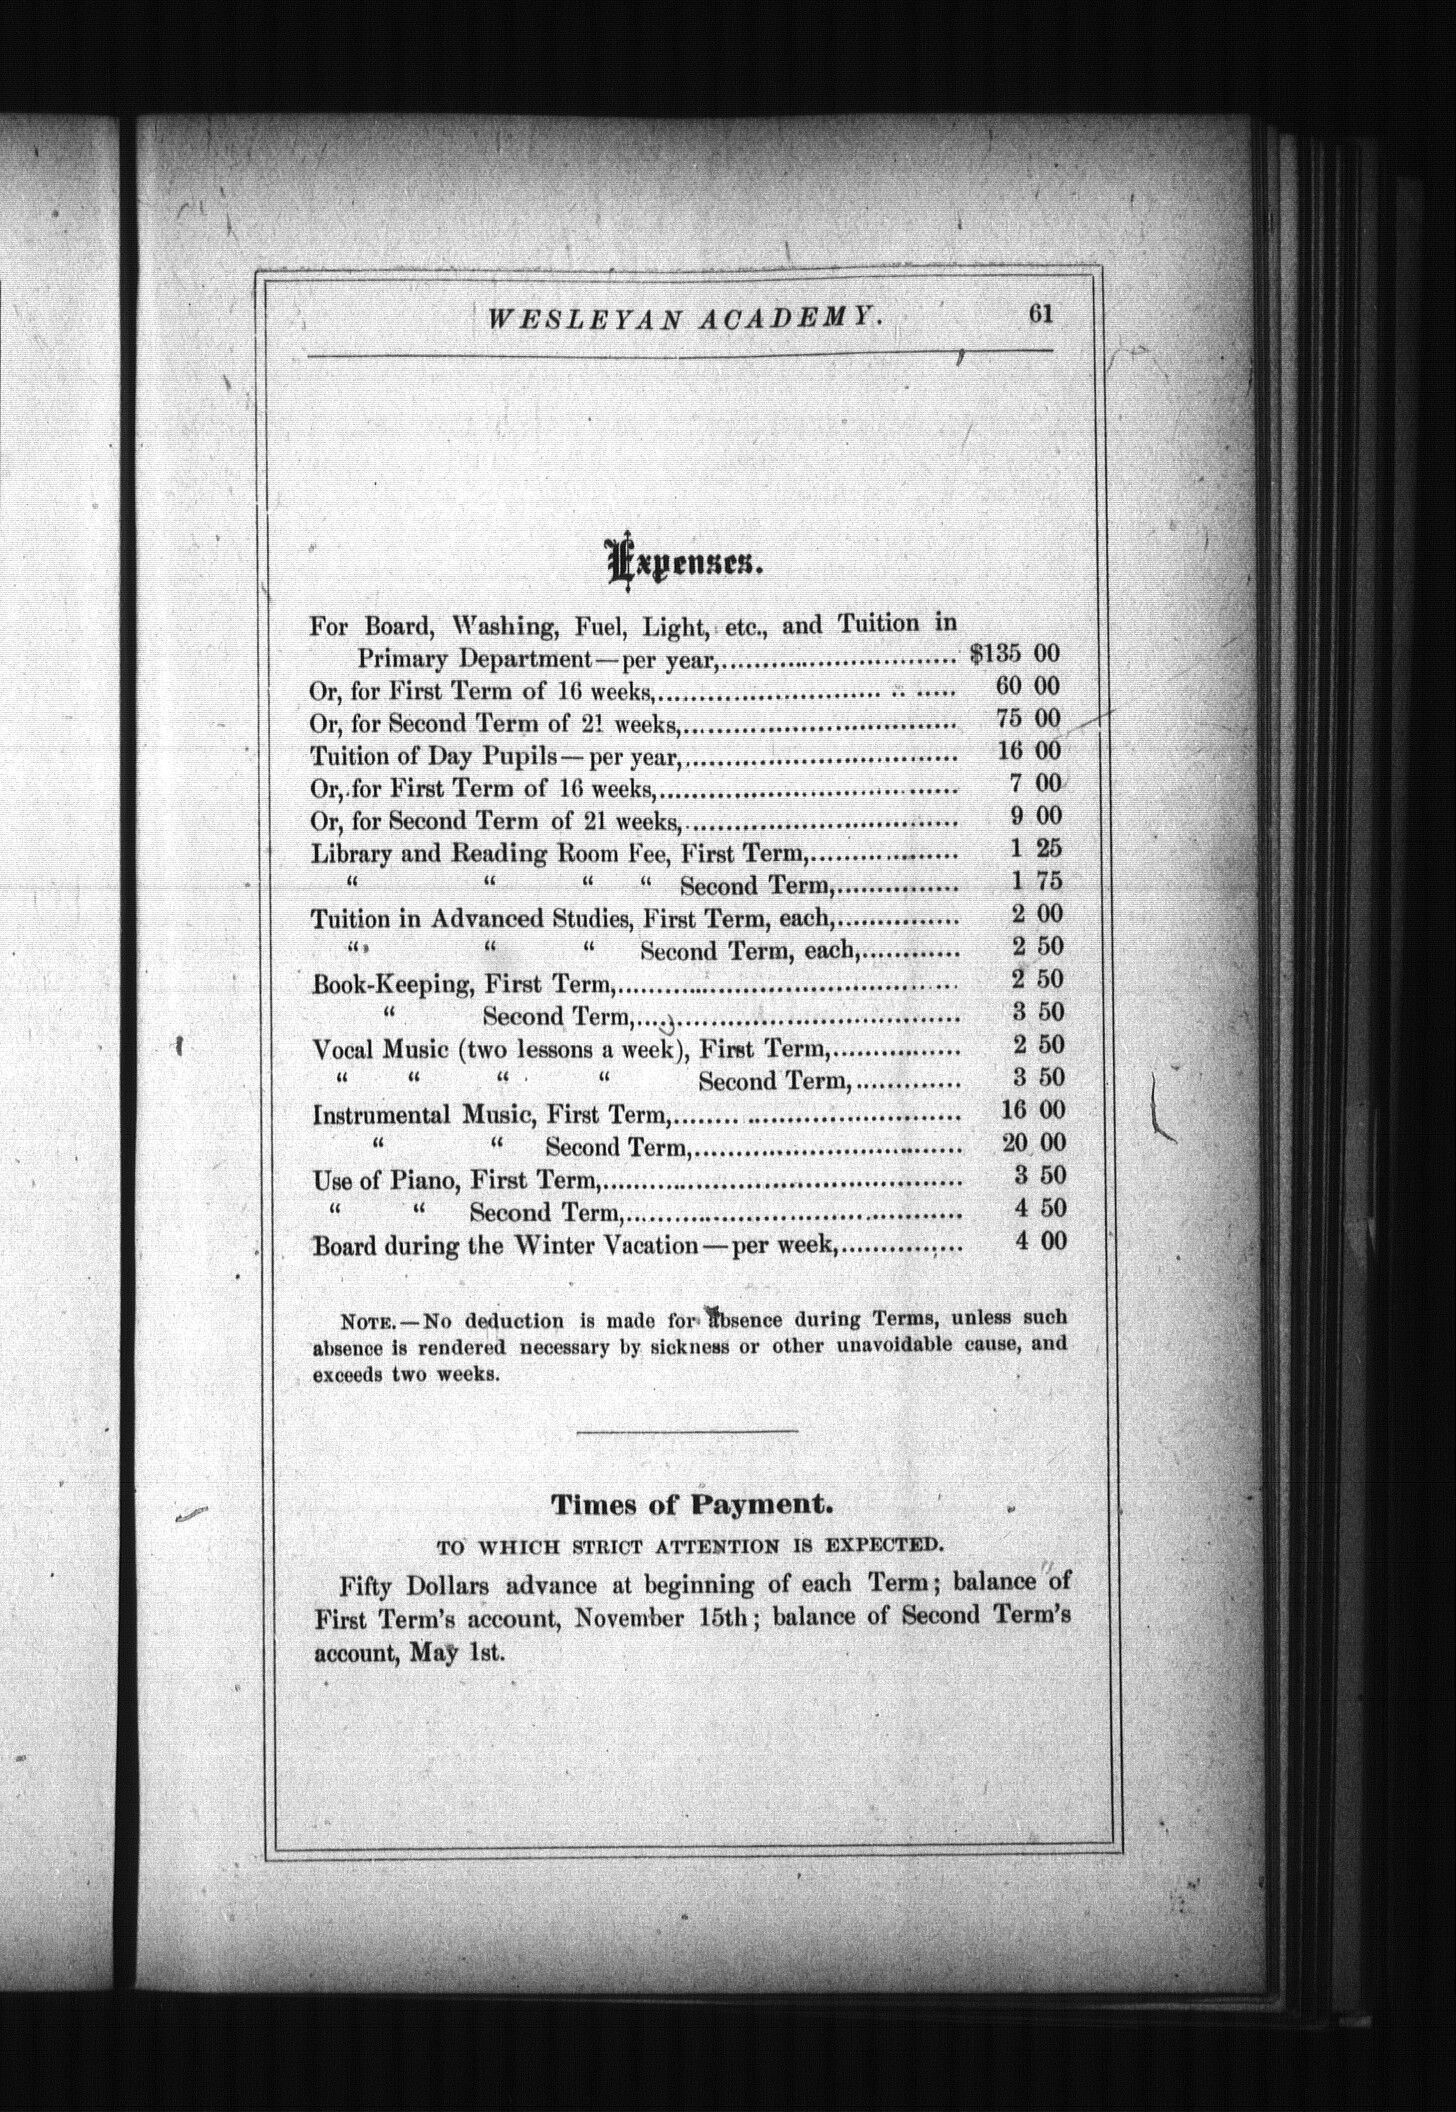 WESLEYAN ACADEMY. 61
Expenses.
For Board, Washing, Fuel, Light, etc., and Tuition in
Primary Department—per year,.............................. $135 00
Or, for First Term of 16 weeks,.............................. 60 00
Or, for Second Term of 21 weeks,.............................. 75 00
Tuition of Day Pupils—per year,.............................. 16 00
Or, for First Term of 16 weeks,.............................. 7 00
Or, for Second Term of 21 weeks,.............................. 9 00
Library and Reading Room Fee, First Term,.................. 1 25
“ “ “ “ Second Term,............... 1 75
Tuition in Advanced Studies, First Term, each,............... 2 00
“ “ “ Second Term, each,............ 2 50
Book-Keeping, First Term,.............................. 2 50
“ Second Term,.............................. 3 50
Vocal Music (two lessons a week), First Term,................ 2 50
“ “ “ “ Second Term,............. 3 50
Instrumental Music, First Term,.............................. 16 00
“ “ Second Term,.............................. 20 00
Use of Piano, First Term,.............................. 3 50
“ “ Second Term,.............................. 4 50
Board during the Winter Vacation—per week,............... 4 00
NOTE.—No deduction is made for absence during Terms, unless such
absence is rendered necessary by sickness or other unavoidable cause, and
exceeds two weeks.
Times of Payment.
TO WHICH STRICT ATTENTION IS EXPECTED.
Fifty Dollars advance at beginning of each Term; balance of
First Term's account, November 15th; balance of Second Term's
account, May 1st.